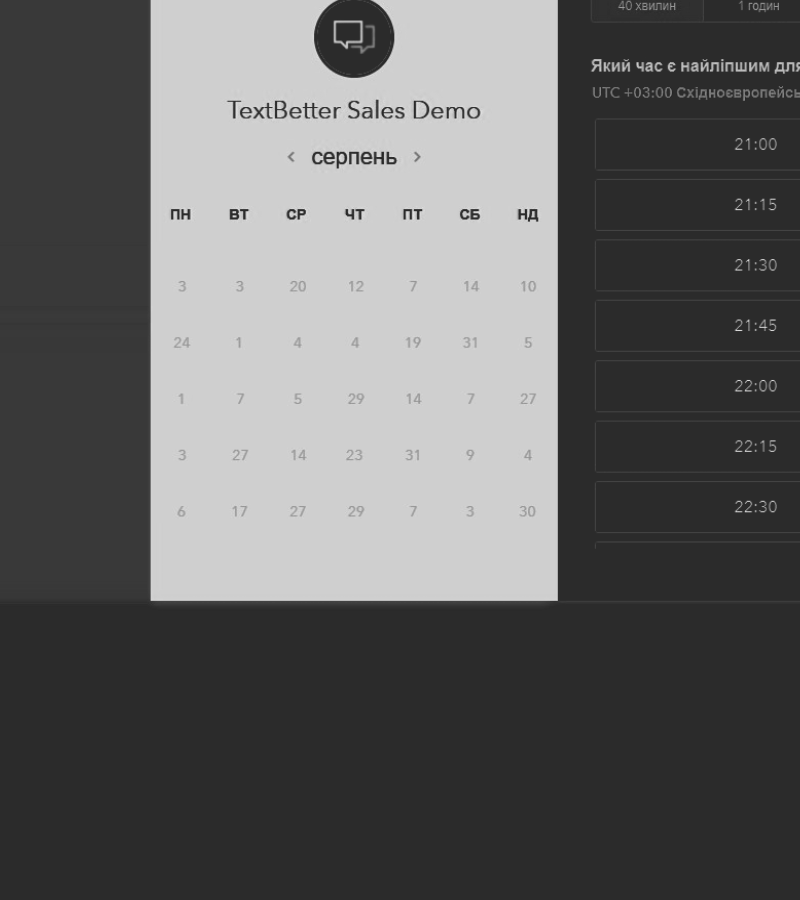 TextBetter Sales Demo
серпень
ПН ВТ СР ЧТ ПТ СБ НД
3 3 20 12 7 14 10
24 1 4 4 19 31 5
1 7 5 29 14 7 27
3 27 14 23 31 9 4
6 17 27 29 7 3 30
40 хвилин 1 годин
Який час є найліпшим для
UTC +03:00 Східноєвропейсь
21:00
21:15
21:30
21:45
22:00
22:15
22:30